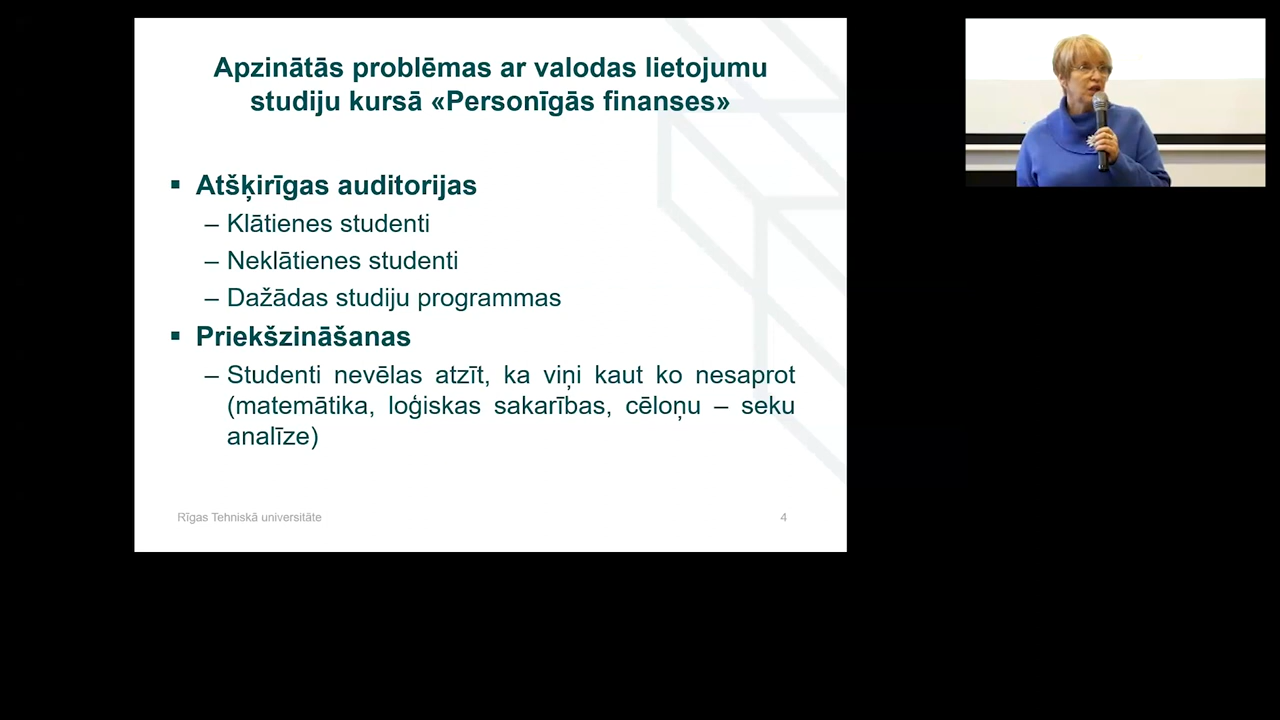 Apzinātās problēmas ar valodas lietojumu
studiju kursā «Personīgās finanses»
▪ Atšķirīgas auditorijas
– Klātienes studenti
– Neklātienes studenti
– Dažādas studiju programmas
▪ Priekšzināšanas
– Studenti nevēlas atzīt, ka viņi kaut ko nesaprot
(matemātika, loģiskas sakarības, cēloņu – seku
analīze)
Rīgas Tehniskā universitāte 4